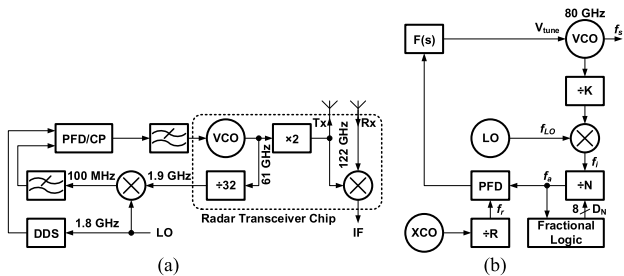 PFD/CP
VCO
×2
Tx
Rx
61 GHz
122 GHz
100 MHz
1.9 GHz
÷32
Radar Transceiver Chip
DDS
1.8 GHz
LO
IF
(a)
80 GHz
F(s)
Vtune
VCO
fs
÷K
LO
fLO
fi
PFD
fa
÷N
fr
8
DN
XCO
÷R
Fractional
Logic
(b)